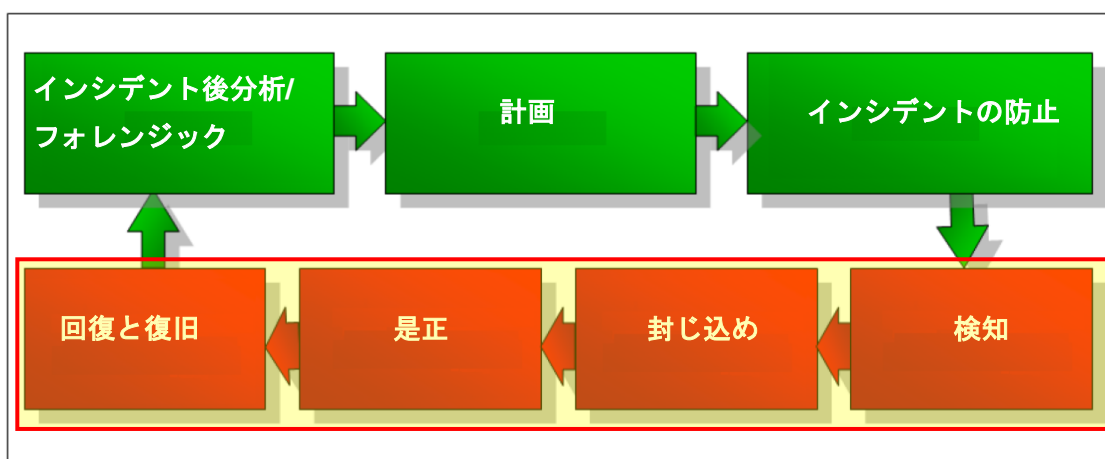 インシデント後分析/
フォレンジック
計画
インシデントの防止
回復と復旧
是正
封じ込め
検知